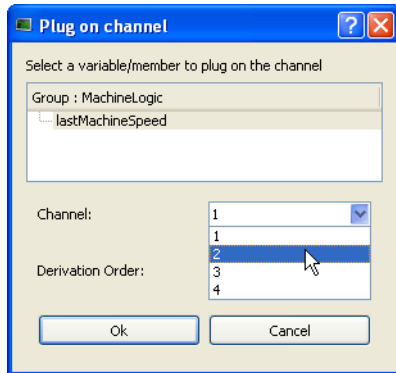 Plug on channel
Select a variable/member to plug on the channel
Group : MachineLogic
lastMachineSpeed
Channel:
1
1
2
3
4
Derivation Order:
Ok
Cancel